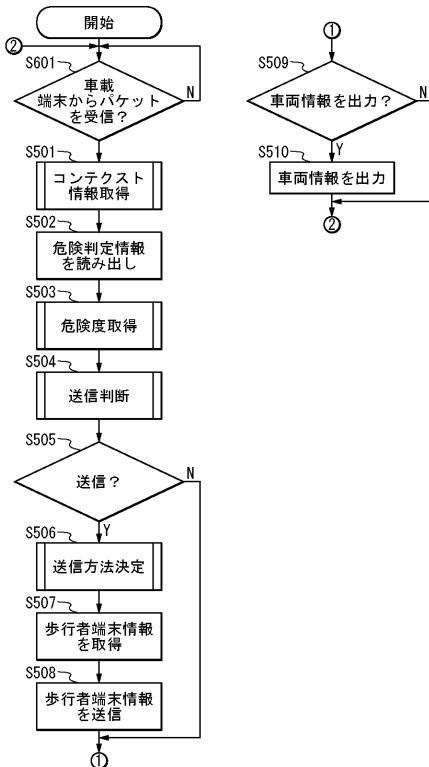 開始
②
S601
車載
端末からパケット
を受信？
N
S501
コンテクスト
情報取得
S502
危険判定情報
を読み出し
S503
危険度取得
S504
送信判断
S505
送信？
N
Y
S506
送信方法決定
S507
歩行者端末情報
を取得
S508
歩行者端末情報
を送信
①
①
S509
車両情報を出力？
N
Y
S510
車両情報を出力
②